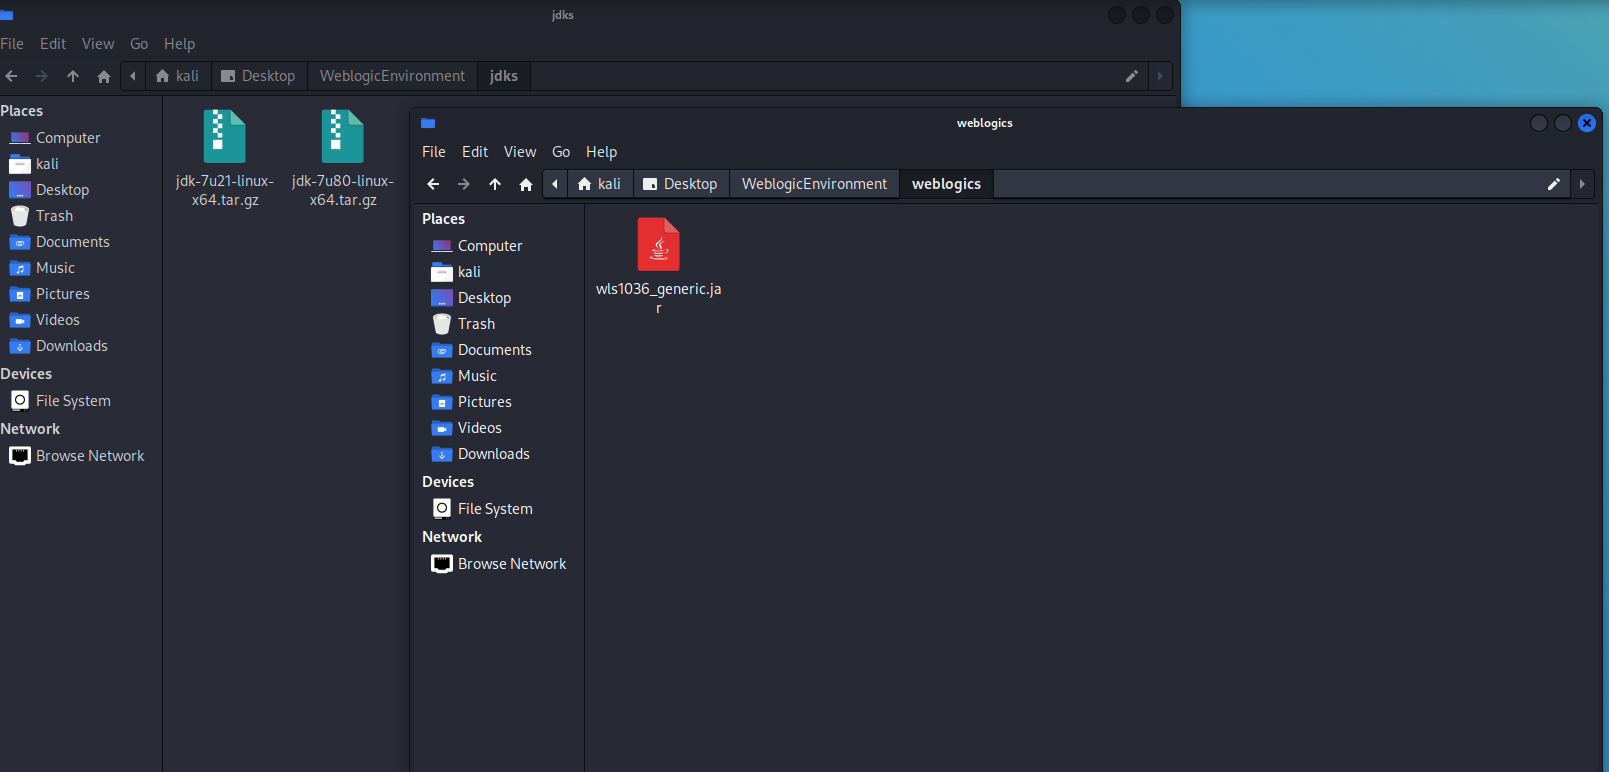 jdks
File Edit View Go Help
kali Desktop WeblogicEnvironment jdks
Places
Computer
kali
Desktop
Trash
Documents
Music
Pictures
Videos
Downloads
Devices
File System
Network
Browse Network
jdk-7u21-linux-
x64.tar.gz
jdk-7u80-linux-
x64.tar.gz
weblogics
File Edit View Go Help
kali Desktop WeblogicEnvironment weblogics
Places
Computer
kali
Desktop
Trash
Documents
Music
Pictures
Videos
Downloads
Devices
File System
Network
Browse Network
wls1036_generic.ja
r